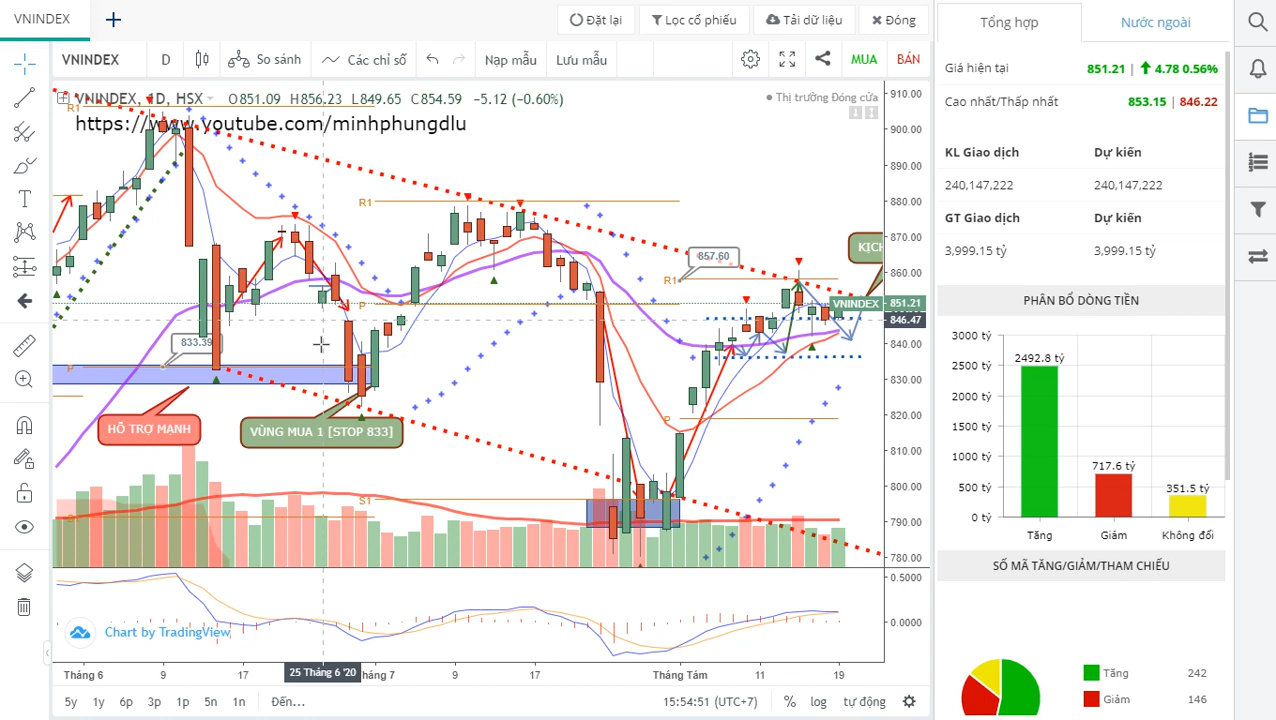 VNINDEX
Đặt lại
Lọc cổ phiếu
Tải dữ liệu
Đóng
VNINDEX
D
So sánh
Các chỉ số
Nạp mẫu
Lưu mẫu
MUA
BÁN
Tổng hợp
Nước ngoài
Giá hiện tại
851.21 | 4.78 0.56%
Cao nhất/Thấp nhất
853.15 | 846.22
KL Giao dịch
Dự kiến
240,147,222
240,147,222
GT Giao dịch
Dự kiến
3,999.15 tỷ
3,999.15 tỷ
PHÂN BỔ DÒNG TIỀN
3000 tỷ
2500 tỷ
2000 tỷ
1500 tỷ
1000 tỷ
500 tỷ
0 tỷ
2492.8 tỷ
717.6 tỷ
351.5 tỷ
Tăng
Giảm
Không đổi
SỐ MÃ TĂNG/GIẢM/THAM CHIẾU
Tăng
242
Giảm
146
VNINDEX, 1D, HSX
O851.09 H856.23 L849.65 C854.59 -5.12 (-0.60%)
Thị trường Đóng cửa
https://www.youtube.com/minhphungdlu
R1
R1
R1
857.60
P
P
P
S1
833.39
HỖ TRỢ MẠNH
VÙNG MUA 1 [STOP 833]
KỊCH
VNINDEX
851.21
846.47
910.00
900.00
890.00
880.00
870.00
860.00
840.00
830.00
820.00
810.00
800.00
790.00
780.00
0.5000
0.0000
Chart by TradingView
Tháng 6
9
17
25 Tháng 6 '20
háng 7
9
17
Tháng Tám
11
19
5y
1y
6p
3p
1p
5n
1n
Đến...
15:54:51 (UTC+7)
%
log
tự động